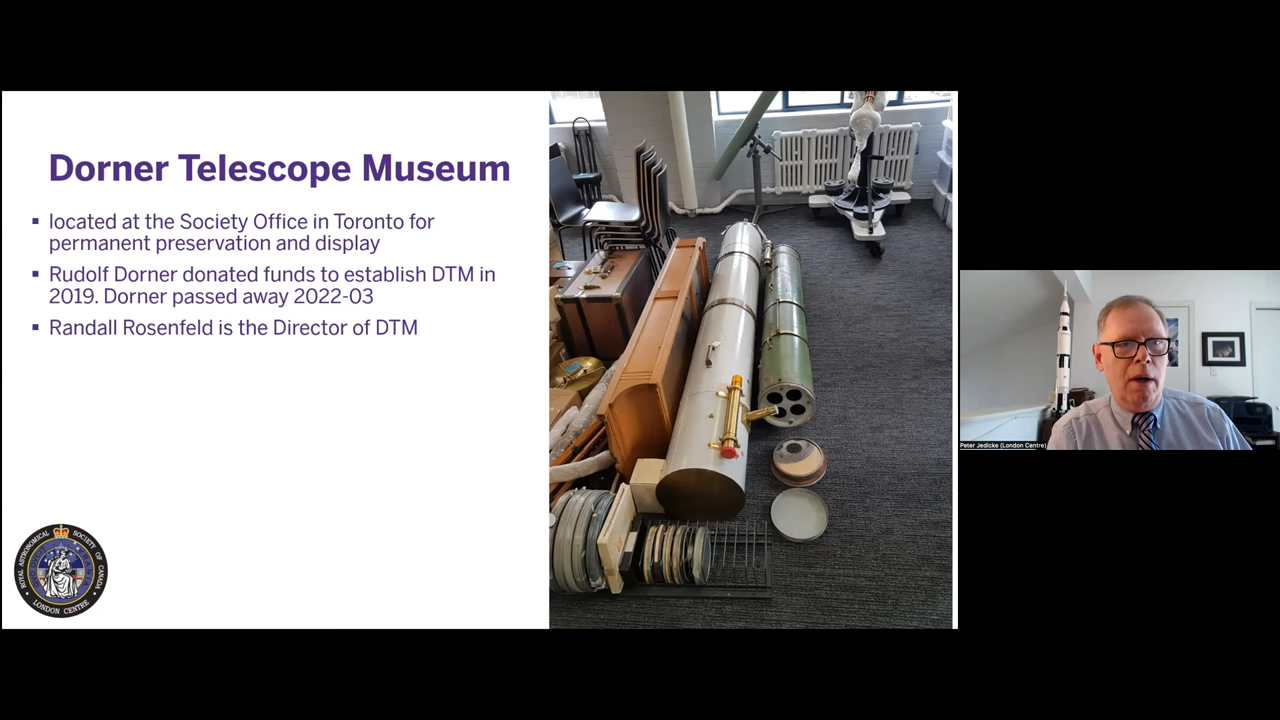 Dorner Telescope Museum
▪ located at the Society Office in Toronto for
permanent preservation and display
▪ Rudolf Dorner donated funds to establish DTM in
2019. Dorner passed away 2022-03
▪ Randall Rosenfeld is the Director of DTM
ROYAL ASTRONOMICAL SOCIETY OF CANADA
LONDON CENTRE
Peter Jedicke (London Centre)